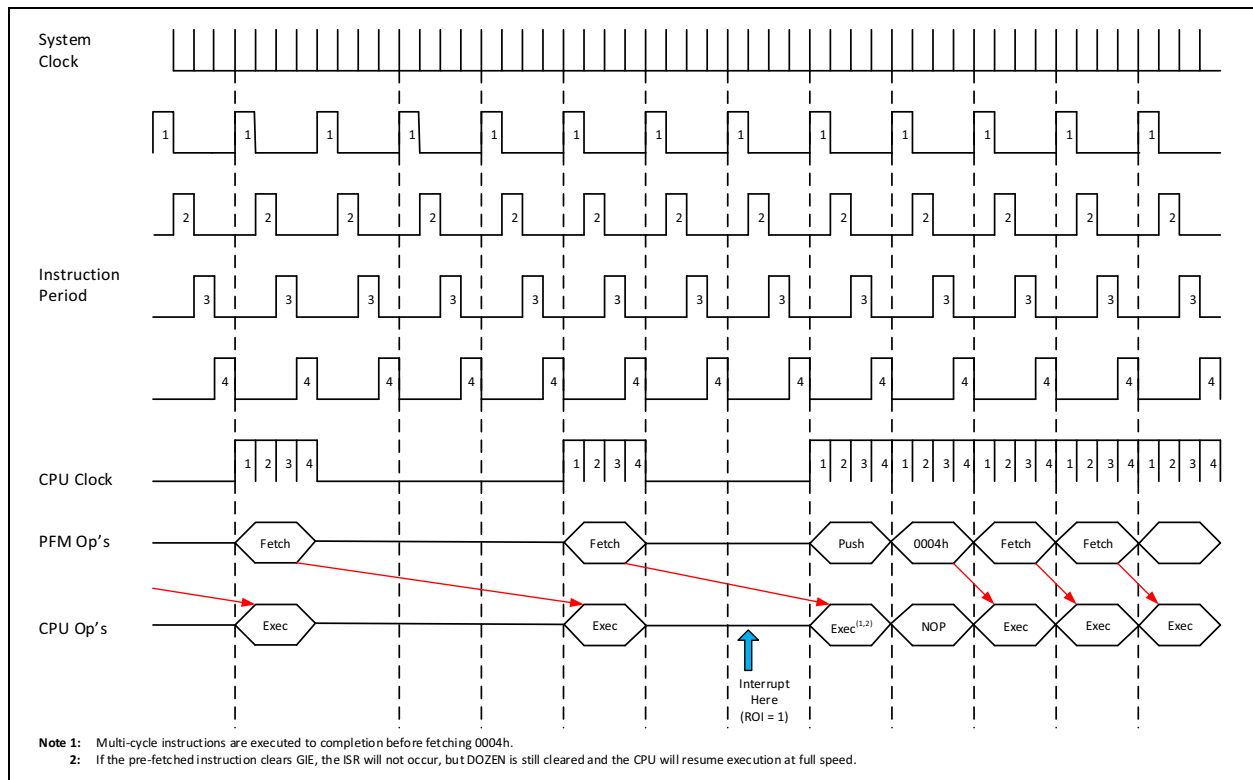 System
Clock
1 1 1 1 1 1 1 1 1 1 1 1 1
2 2 2 2 2 2 2 2 2 2 2 2 2
Instruction
Period
3 3 3 3 3 3 3 3 3 3 3 3 3
4 4 4 4 4 4 4 4 4 4 4 4 4
CPU Clock 1 2 3 4 1 2 3 4 1 2 3 4 1 2 3 4 1 2 3 4 1 2 3 4 1 2 3 4
PFM Op's Fetch Fetch Push 0004h Fetch Fetch
CPU Op's Exec Exec Exec(1,2) NOP Exec Exec Exec
Interrupt
Here
(ROI = 1)
Note 1: Multi-cycle instructions are executed to completion before fetching 0004h.
2: If the pre-fetched instruction clears GIE, the ISR will not occur, but DOZEN is still cleared and the CPU will resume execution at full speed.